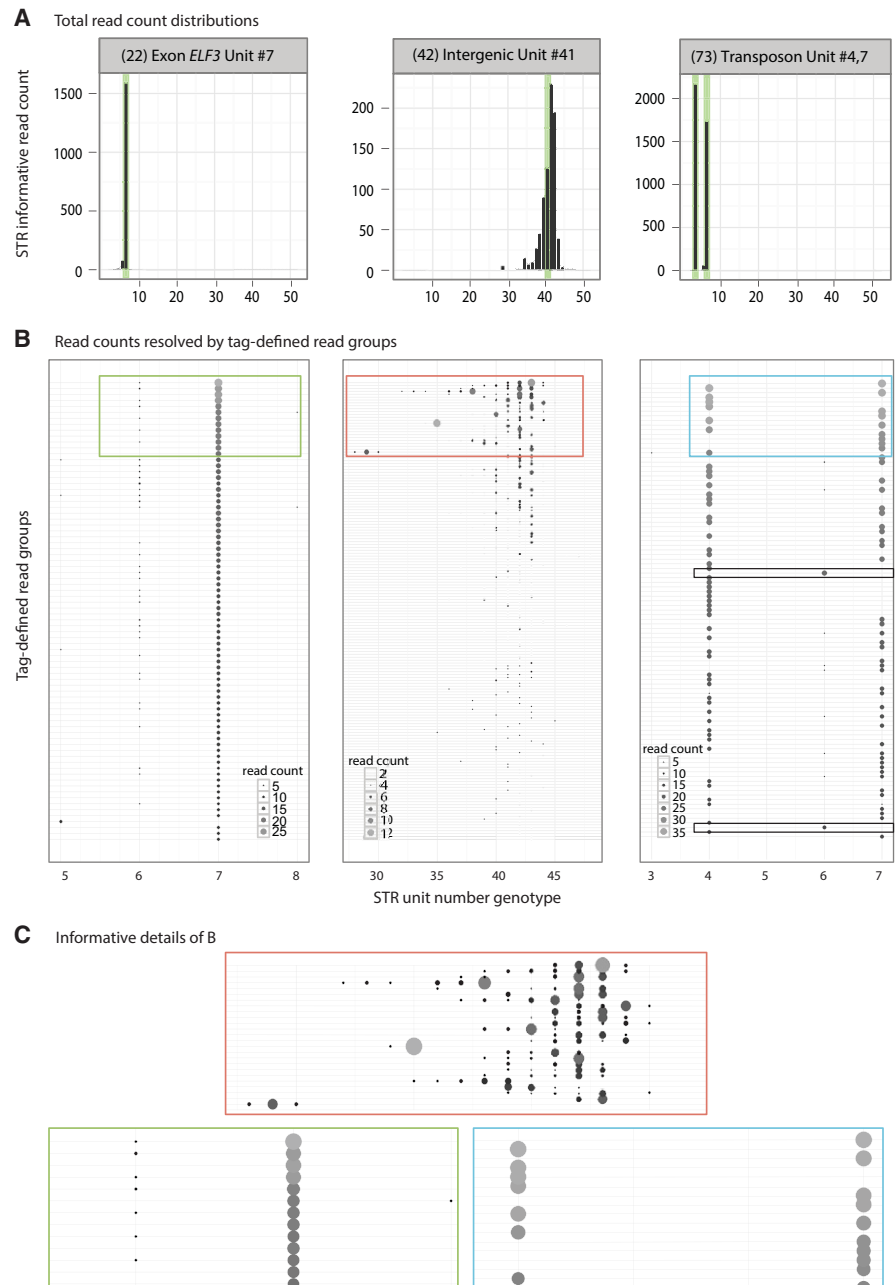 A Total read count distributions
(22) Exon ELF3 Unit #7
(42) Intergenic Unit #41
(73) Transposon Unit #4,7
STR informative read count
1500
1000
500
0
200
150
100
50
0
2000
1500
1000
500
0
10 20 30 40 50
10 20 30 40 50
10 20 30 40 50
B Read counts resolved by tag-defined read groups
Tag-defined read groups
read count
5
10
15
20
25
read count
2
4
6
8
10
12
read count
5
10
15
20
25
30
35
5 6 7 8
30 35 40 45
3 4 5 6 7
STR unit number genotype
C Informative details of B